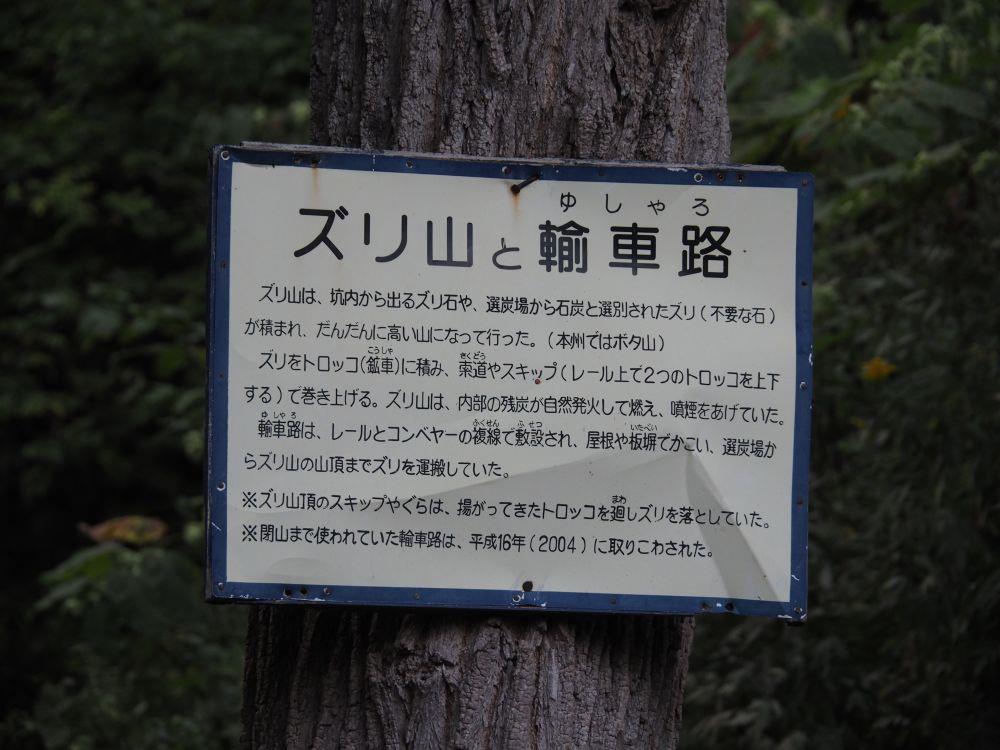 ゆしゃろ
ズリ山と輸車路
ズリ山は、坑内から出るズリ石や、選炭場から石炭と選別されたズリ(不要な石)
が積まれ、だんだんに高い山になって行った。(本州ではボタ山)
こうしゃ さくどう
ズリをトロッコ(鉱車)に積み、索道やスキップ(レール上で2つのトロッコを上下
する)で巻き上げる。ズリ山は、内部の残炭が自然発火して燃え、噴煙をあげていた。
ゆしゃろ ふくせん ふせつ いたべい
輸車路は、レールとコンベヤーの複線で敷設され、屋根や板塀でかこい、選炭場か
らズリ山の山頂までズリを運搬していた。
まわ
※ズリ山頂のスキップやぐらは、揚がってきたトロッコを廻しズリを落としていた。
※閉山まで使われていた輸車路は、平成16年(2004)に取りこわされた。